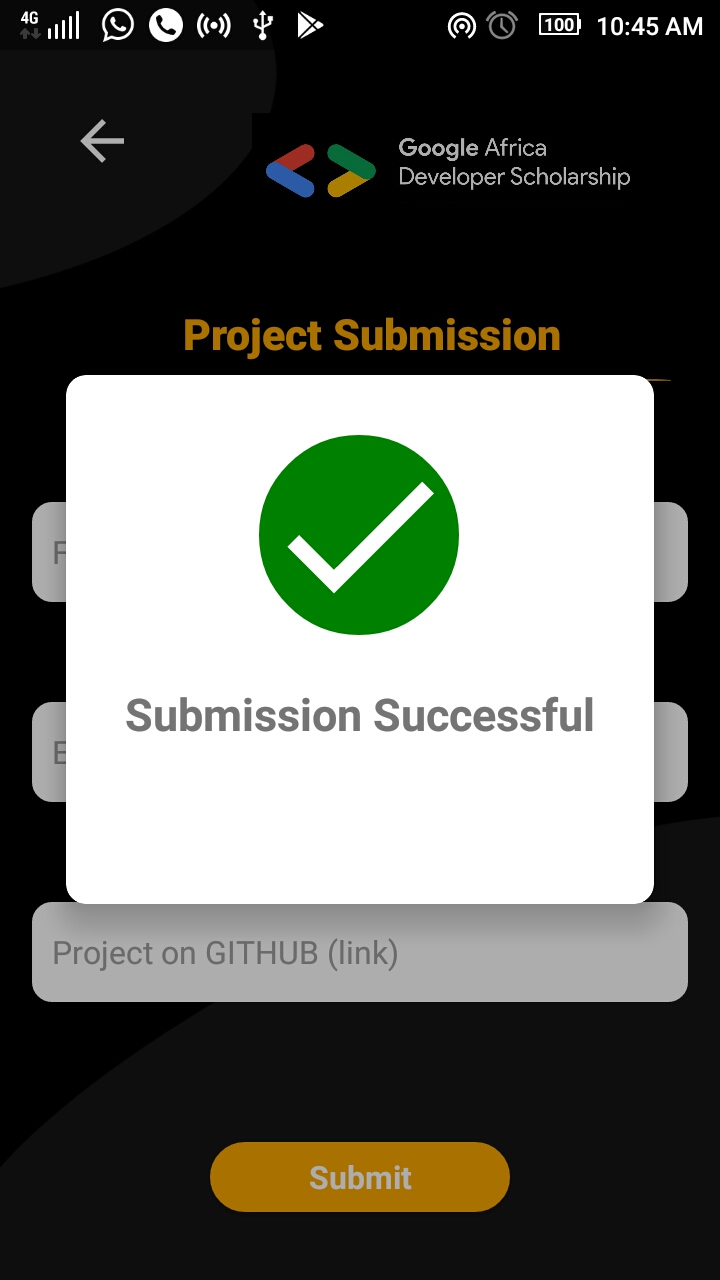 4G
100
10:45 AM
Google Africa
Developer Scholarship
Project Submission
F
Submission Successful
E
Project on GITHUB (link)
Submit